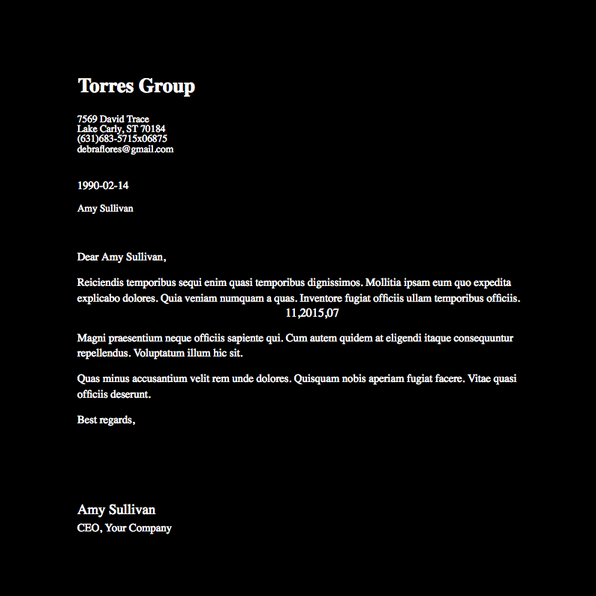 Torres Group
7569 David Trace
Lake Carly, ST 70184
(631)683-5715x06875
debraflores@gmail.com
1990-02-14
Amy Sullivan
Dear Amy Sullivan,
Reiciendis temporibus sequi enim quasi temporibus dignissimos. Mollitia ipsam eum quo expedita
explicabo dolores. Quia veniam numquam a quas. Inventore fugiat officiis ullam temporibus officiis.
11,2015,07
Magni praesentium neque officiis sapiente qui. Cum autem quidem at eligendi itaque consequuntur
repellendus. Voluptatum illum hic sit.
Quas minus accusantium velit rem unde dolores. Quisquam nobis aperiam fugiat facere. Vitae quasi
officiis deserunt.
Best regards,
Amy Sullivan
CEO, Your Company